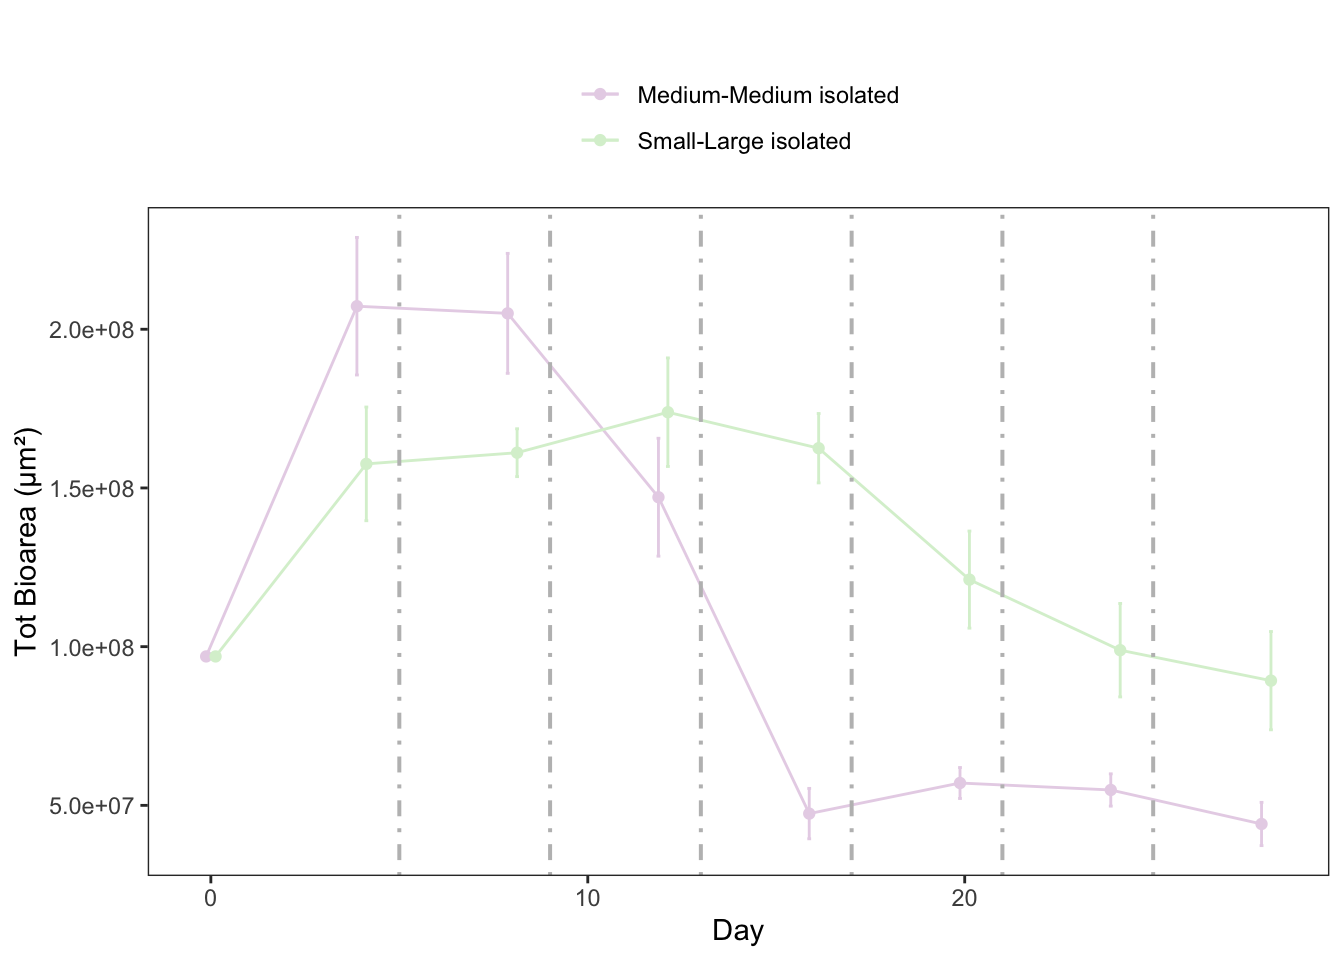 Medium-Medium isolated
Small-Large isolated
Tot Bioarea (µm²)
2.0e+08
1.5e+08
1.0e+08
5.0e+07
0 10 20
Day